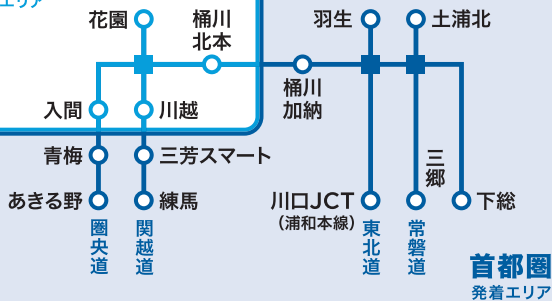 エリア
花園
桶川
北本
羽生
土浦北
桶川
加納
入間
川越
青梅
三芳スマート
三郷
あきる野
練馬
川口JCT
(浦和本線)
下総
圏央道
関越道
東北道
常磐道
首都圏
発着エリア